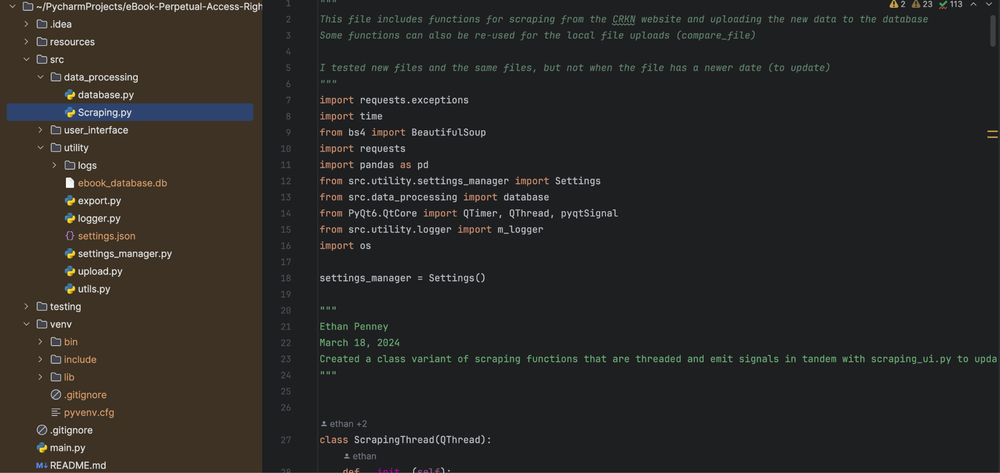 ~/PycharmProjects/eBook-Perpetual-Access-Righ
.idea
resources
src
data_processing
database.py
Scraping.py
user_interface
utility
logs
ebook_database.db
export.py
logger.py
{} settings.json
settings_manager.py
upload.py
utils.py
testing
venv
bin
include
lib
.gitignore
pyvenv.cfg
.gitignore
main.py
M↓ README.md
2 23 113
1 """
2 This file includes functions for scraping from the CRKN website and uploading the new data to the database
3 Some functions can also be re-used for the local file uploads (compare_file)
4
5 I tested new files and the same files, but not when the file has a newer date (to update)
6 """
7 import requests.exceptions
8 import time
9 from bs4 import BeautifulSoup
10 import requests
11 import pandas as pd
12 from src.utility.settings_manager import Settings
13 from src.data_processing import database
14 from PyQt6.QtCore import QTimer, QThread, pyqtSignal
15 from src.utility.logger import m_logger
16 import os
17
18 settings_manager = Settings()
19
20 """
21 Ethan Penney
22 March 18, 2024
23 Created a class variant of scraping functions that are threaded and emit signals in tandem with scraping_ui.py to upda
24 """
25
26
ethan +2
27 class ScrapingThread(QThread):
ethan
28 def __init__(self):